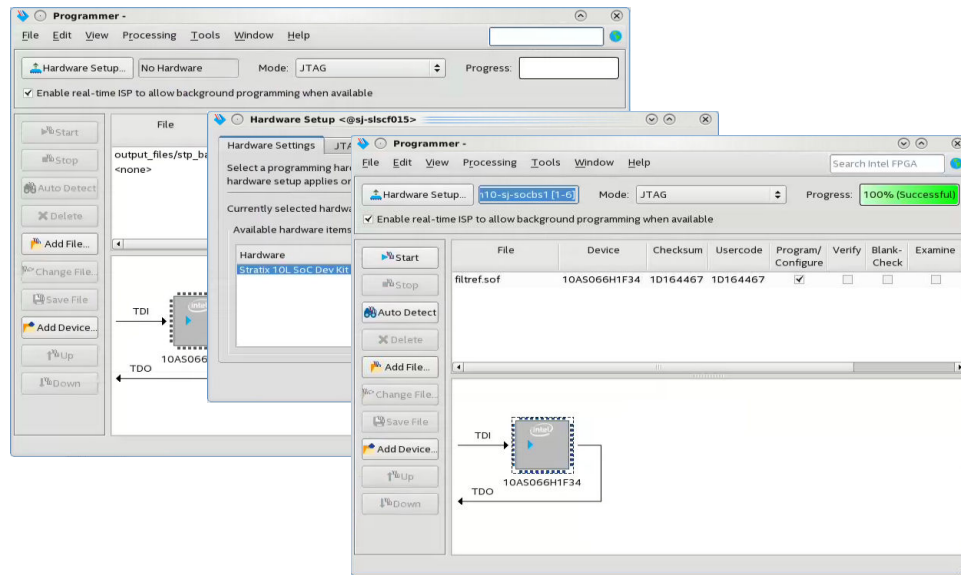 Programmer -
File Edit View Processing Tools Window Help
Hardware Setup... No Hardware Mode: JTAG Progress:
Enable real-time ISP to allow background programming when available
Start
Stop
Auto Detect
Delete
Add File...
Change File...
Save File
Add Device...
Up
Down
File
output_files/stp_ba
<none>
TDI
intel
10AS066
TDO
Hardware Setup <@sj-slscf015>
Hardware Settings JTA
Select a programming har
hardware setup applies or
Currently selected hardwa
Available hardware items
Hardware
Stratix 10L SoC Dev Kit
Programmer -
File Edit View Processing Tools Window Help
Search Intel FPGA
Hardware Setup... 10-sj-socbs1 [1-6] Mode: JTAG Progress: 100% (Successful)
Enable real-time ISP to allow background programming when available
Start
Stop
Auto Detect
Delete
Add File...
Change File...
Save File
Add Device...
Up
Down
File Device Checksum Usercode Program/ Verify Blank- Examine
Configure Check
filtref.sof 10AS066H1F34 1D164467 1D164467
TDI
intel
10AS066H1F34
TDO